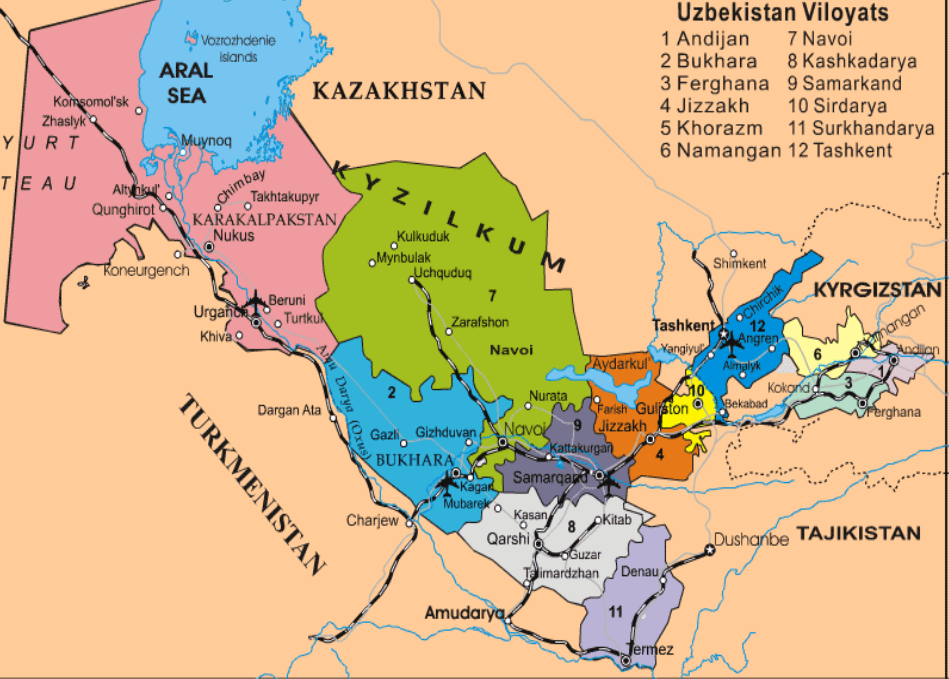 Uzbekistan Viloyats
1 Andijan 7 Navoi
2 Bukhara 8 Kashkadarya
3 Ferghana 9 Samarkand
4 Jizzakh 10 Sirdarya
5 Khorazm 11 Surkhandarya
6 Namangan 12 Tashkent
Vozrozhdenie
islands
ARAL
SEA
KAZAKHSTAN
Komsomol'sk
Zhaslyk
YURT
TEAU
Muynoq
Altynkul'
Chimbay
Takhtakupyr
Qunghirot
KARAKALPAKSTAN
Nukus
Koneurgench
KYZILKUM
Kulkuduk
Mynbulak
Uchquduq
7
Zarafshon
Navoi
Beruni
Urganch
Turtkul
Khiva
Amu Darya (Oxus)
Dargan Ata
TURKMENISTAN
2
Gazli
Gizhduvan
BUKHARA
Kagan
Mubarek
Charjew
Nurata
Navoi
9
Kattakurgan
Samarqand
Aydarkul
Farish
Jizzakh
4
Guliston
10
Shimkent
Tashkent
Chirchik
12
Yangiyul'
Angren
Almalyk
Bekabad
KYRGIZSTAN
6
Namangan
Andijan
1
Kokand
3
Ferghana
Kasan
8
Kitab
Qarshi
Guzar
Talimardzhan
Amudarya
Denau
11
Termez
Dushanbe
TAJIKISTAN